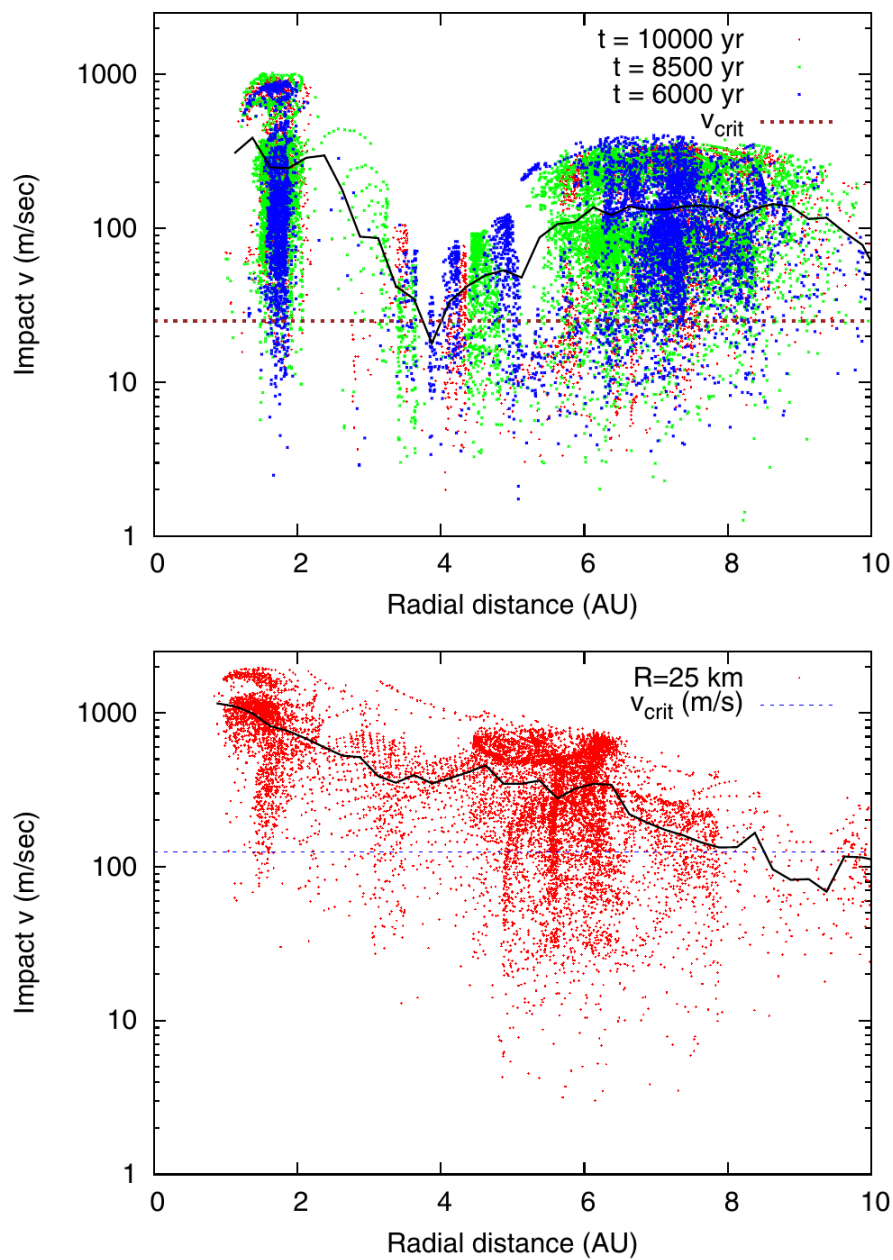 t = 10000 yr
t = 8500 yr
t = 6000 yr
v_crit
1000
100
10
1
Impact v (m/sec)
0 2 4 6 8 10
Radial distance (AU)
R=25 km
v_crit (m/s)
1000
100
10
1
Impact v (m/sec)
0 2 4 6 8 10
Radial distance (AU)